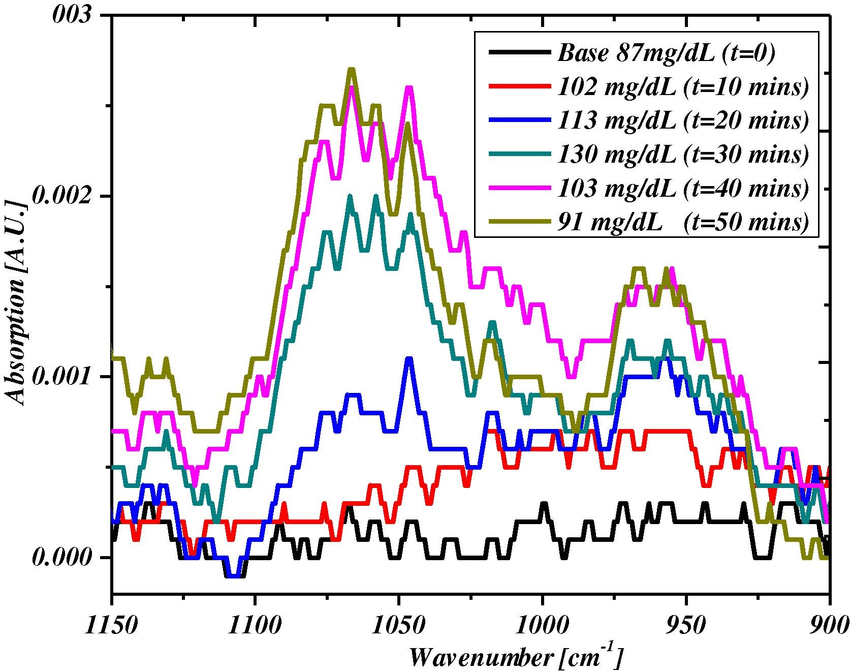 003
0.002
0.001
0.000
Absorption [A.U.]
Base 87mg/dL (t=0)
102 mg/dL (t=10 mins)
113 mg/dL (t=20 mins)
130 mg/dL (t=30 mins)
103 mg/dL (t=40 mins)
91 mg/dL (t=50 mins)
1150 1100 1050 1000 950 900
Wavenumber [cm⁻¹]